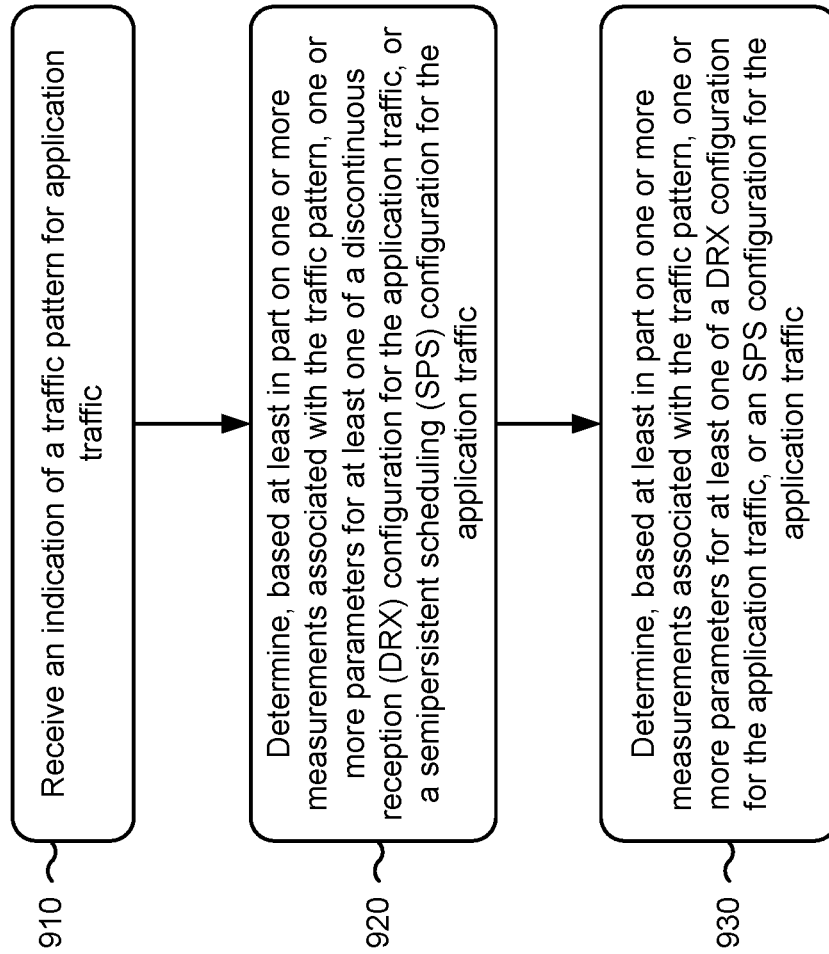 910
Receive an indication of a traffic pattern for application
traffic
920
Determine, based at least in part on one or more
measurements associated with the traffic pattern, one or
more parameters for at least one of a discontinuous
reception (DRX) configuration for the application traffic, or
a semipersistent scheduling (SPS) configuration for the
application traffic
930
Determine, based at least in part on one or more
measurements associated with the traffic pattern, one or
more parameters for at least one of a DRX configuration
for the application traffic, or an SPS configuration for the
application traffic